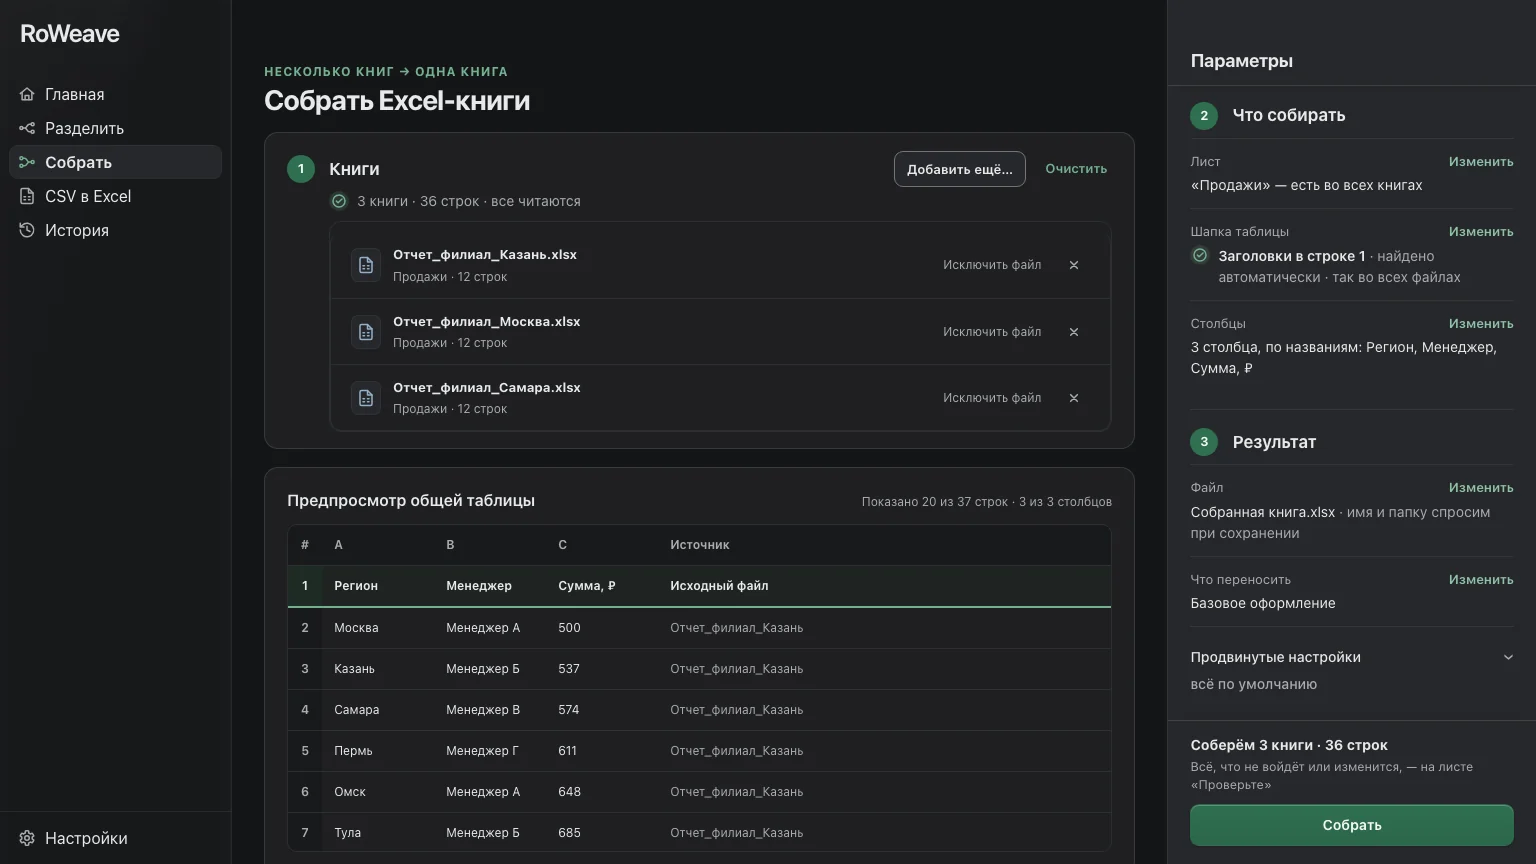 RoWeave
Главная
Разделить
Собрать
CSV в Excel
История
Настройки
НЕСКОЛЬКО КНИГ → ОДНА КНИГА
Собрать Excel-книги
1 Книги
Добавить ещё... Очистить
3 книги · 36 строк · все читаются
Отчет_филиал_Казань.xlsx
Продажи · 12 строк
Исключить файл ×
Отчет_филиал_Москва.xlsx
Продажи · 12 строк
Исключить файл ×
Отчет_филиал_Самара.xlsx
Продажи · 12 строк
Исключить файл ×
Предпросмотр общей таблицы
Показано 20 из 37 строк · 3 из 3 столбцов
# A B C Источник
1 Регион Менеджер Сумма, ₽ Исходный файл
2 Москва Менеджер А 500 Отчет_филиал_Казань
3 Казань Менеджер Б 537 Отчет_филиал_Казань
4 Самара Менеджер В 574 Отчет_филиал_Казань
5 Пермь Менеджер Г 611 Отчет_филиал_Казань
6 Омск Менеджер А 648 Отчет_филиал_Казань
7 Тула Менеджер Б 685 Отчет_филиал_Казань
Параметры
2 Что собирать
Лист Изменить
«Продажи» — есть во всех книгах
Шапка таблицы Изменить
Заголовки в строке 1 · найдено
автоматически · так во всех файлах
Столбцы Изменить
3 столбца, по названиям: Регион, Менеджер,
Сумма, ₽
3 Результат
Файл Изменить
Собранная книга.xlsx · имя и папку спросим
при сохранении
Что переносить Изменить
Базовое оформление
Продвинутые настройки
всё по умолчанию
Соберём 3 книги · 36 строк
Всё, что не войдёт или изменится, — на листе
«Проверьте»
Собрать